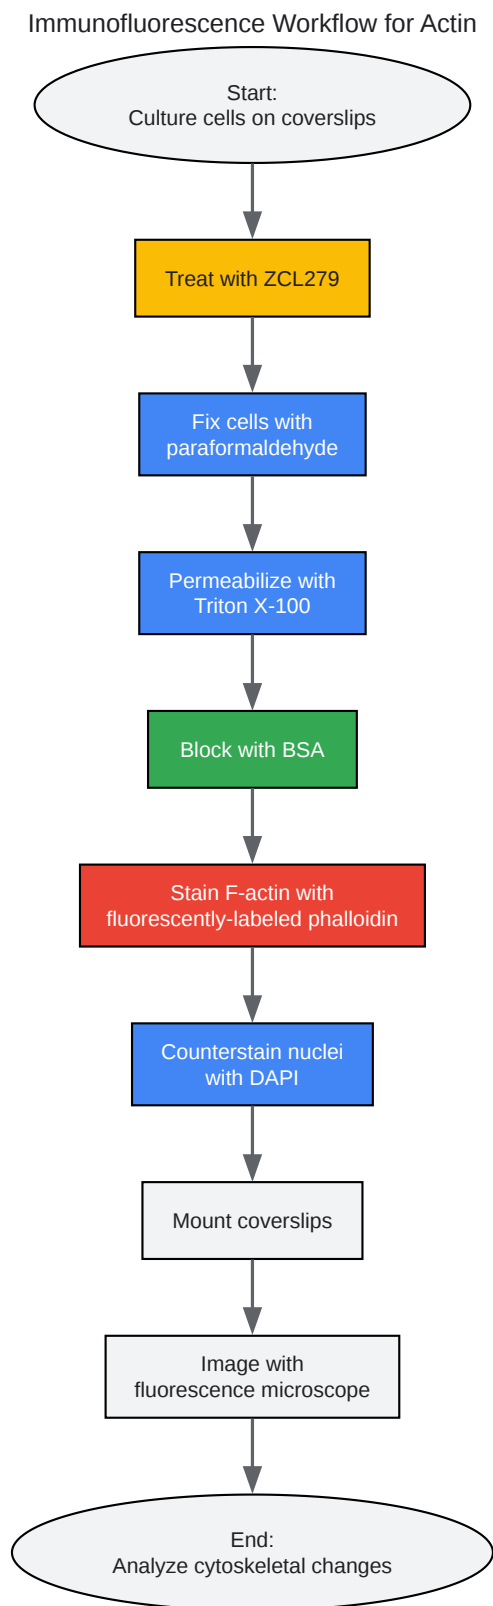 Immunofluorescence Workflow for Actin
Start:
Culture cells on coverslips
Treat with ZCL279
Fix cells with
paraformaldehyde
Permeabilize with
Triton X-100
Block with BSA
Stain F-actin with
fluorescently-labeled phalloidin
Counterstain nuclei
with DAPI
Mount coverslips
Image with
fluorescence microscope
End:
Analyze cytoskeletal changes